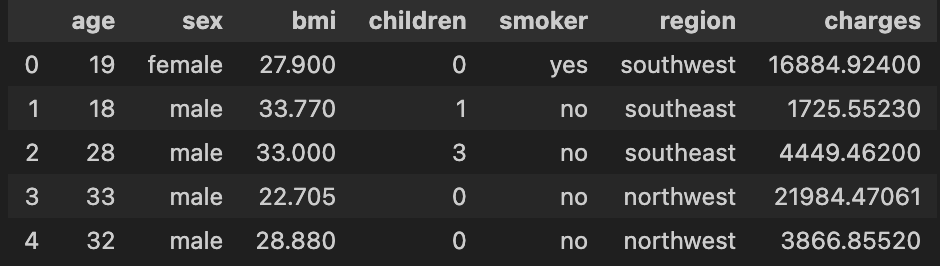 age sex bmi children smoker region charges
0 19 female 27.900 0 yes southwest 16884.92400
1 18 male 33.770 1 no southeast 1725.55230
2 28 male 33.000 3 no southeast 4449.46200
3 33 male 22.705 0 no northwest 21984.47061
4 32 male 28.880 0 no northwest 3866.85520